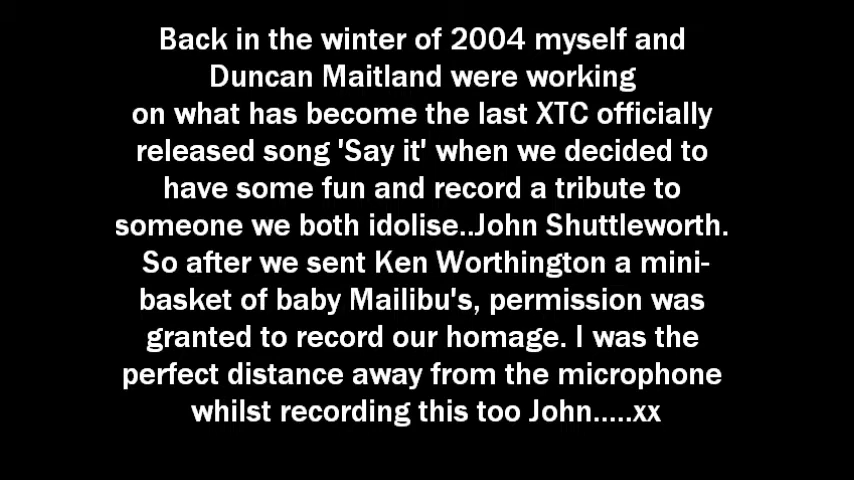 Back in the winter of 2004 myself and
Duncan Maitland were working
on what has become the last XTC officially
released song 'Say it' when we decided to
have some fun and record a tribute to
someone we both idolise..John Shuttleworth.
So after we sent Ken Worthington a mini-
basket of baby Mailibu's, permission was
granted to record our homage. I was the
perfect distance away from the microphone
whilst recording this too John.....xx